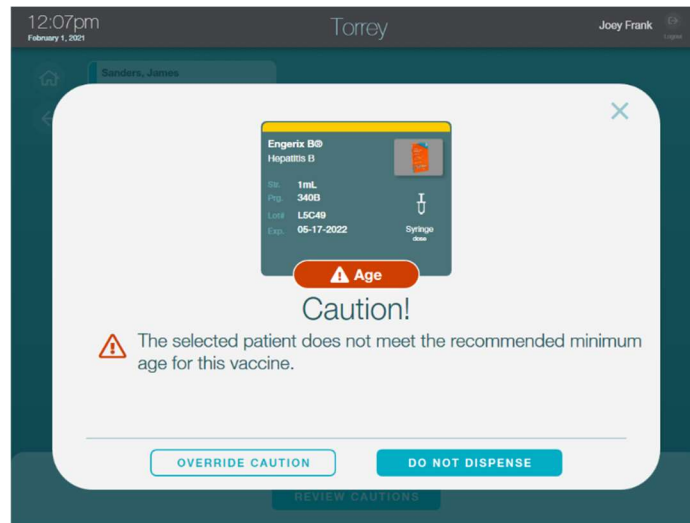 12:07pm
February 1, 2021
Torrey
Joey Frank
Logout
Sanders, James
Engerix B®
Hepatitis B
Str. 1mL
Prg. 340B
Lot# L5C49
Exp. 05-17-2022
Syringe
dose
Age
Caution!
The selected patient does not meet the recommended minimum
age for this vaccine.
OVERRIDE CAUTION
DO NOT DISPENSE
REVIEW CAUTIONS